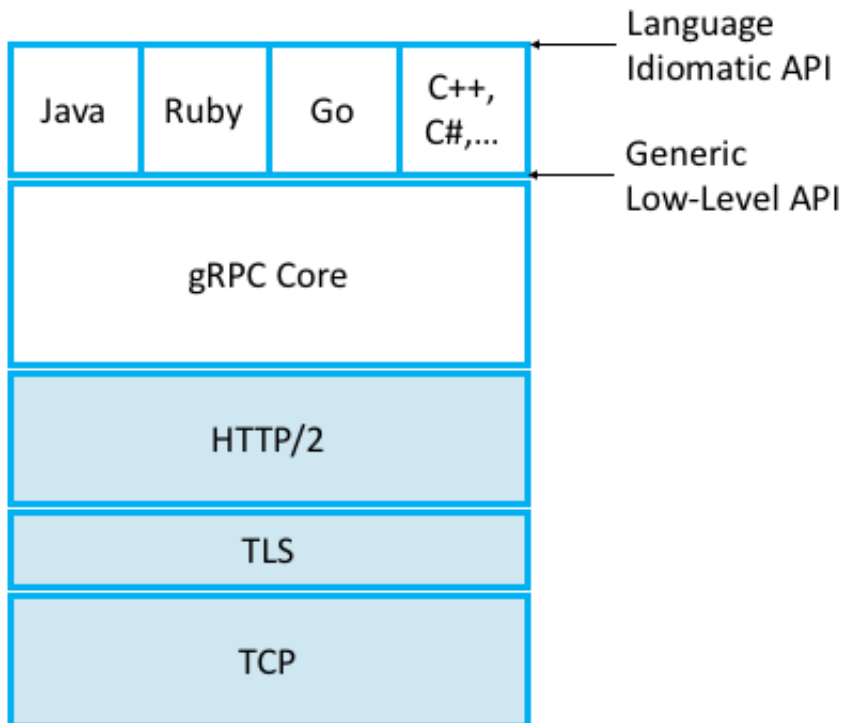 Language
Idiomatic API
Java
Ruby
Go
C++,
C#,...
Generic
Low-Level API
gRPC Core
HTTP/2
TLS
TCP